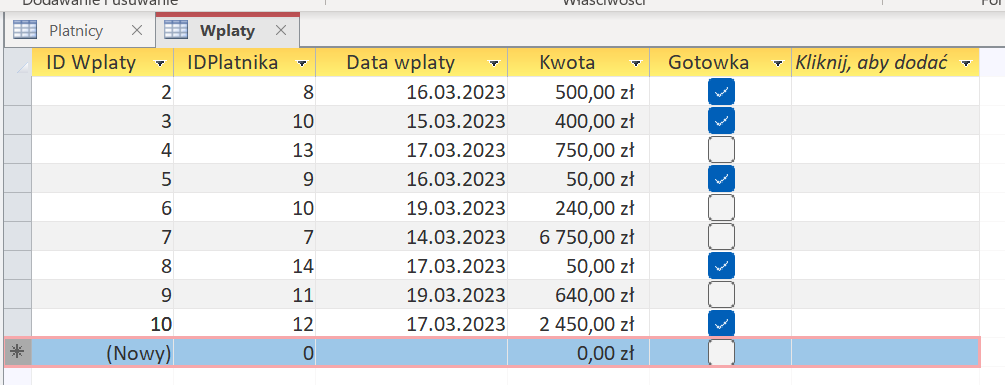 Dodawanie i usuwanie Właściwości
Platnicy Wplaty
ID Wplaty IDPlatnika Data wplaty Kwota Gotowka Kliknij, aby dodać
2 8 16.03.2023 500,00 zł
3 10 15.03.2023 400,00 zł
4 13 17.03.2023 750,00 zł
5 9 16.03.2023 50,00 zł
6 10 19.03.2023 240,00 zł
7 7 14.03.2023 6 750,00 zł
8 14 17.03.2023 50,00 zł
9 11 19.03.2023 640,00 zł
10 12 17.03.2023 2 450,00 zł
(Nowy) 0 0,00 zł